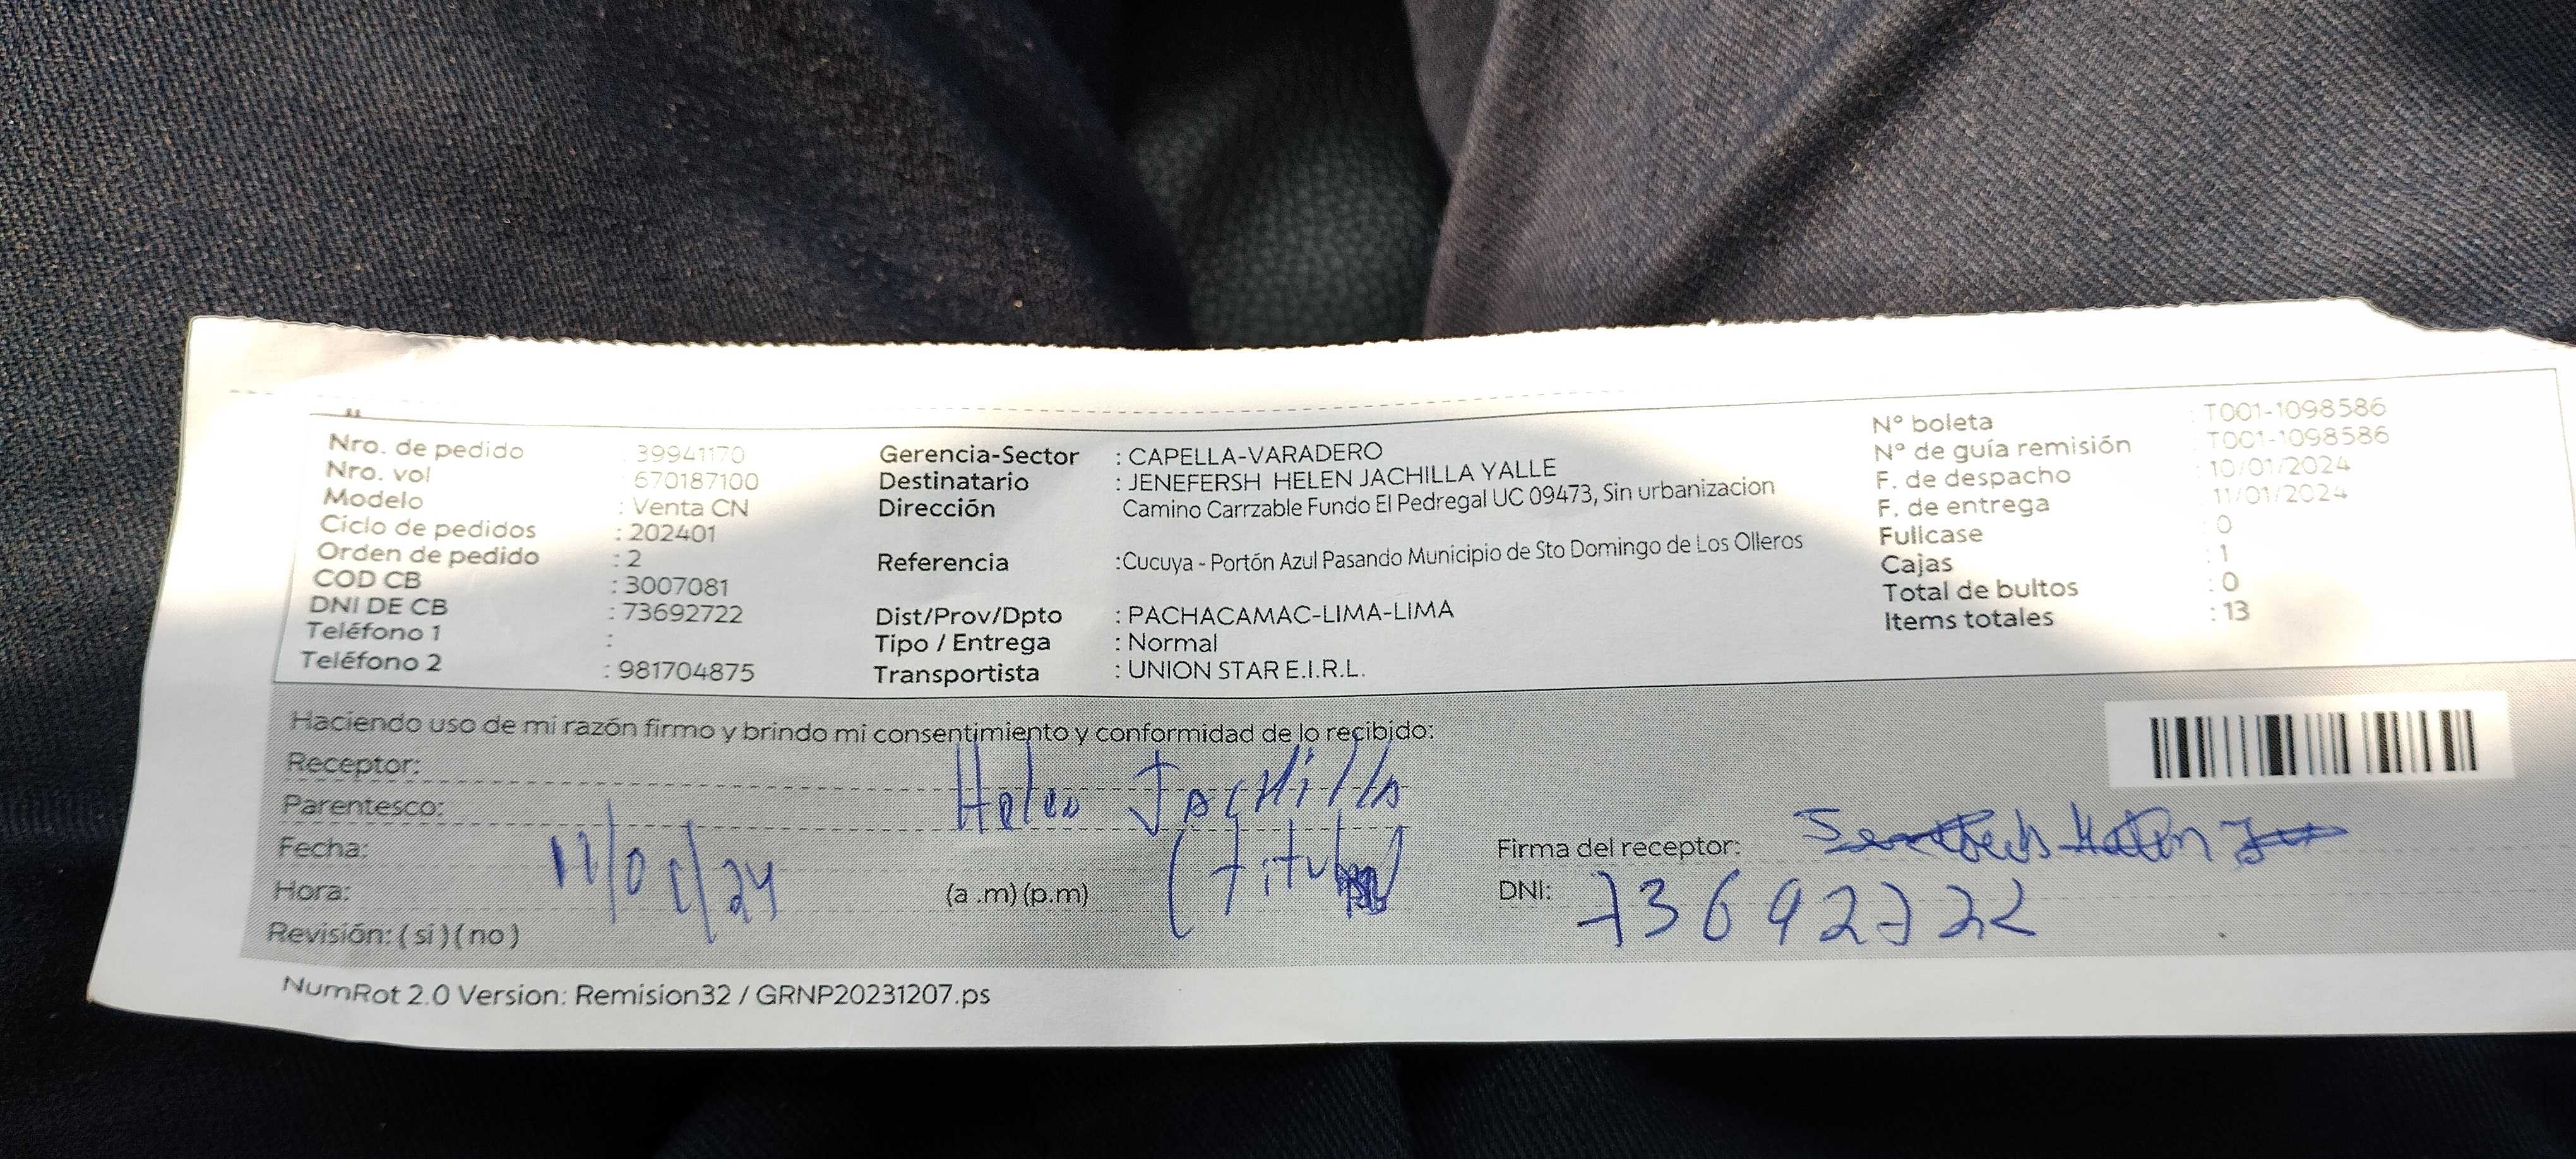 Nro. de pedido : 39941170
Nro. vol : 670187100
Modelo : Venta CN
Ciclo de pedidos : 202401
Orden de pedido : 2
COD CB : 3007081
DNI DE CB : 73692722
Teléfono 1 :
Teléfono 2 : 981704875
Gerencia-Sector : CAPELLA-VARADERO
Destinatario : JENEFERSH HELEN JACHILLA YALLE
Dirección Camino Carrzable Fundo El Pedregal UC 09473, Sin urbanizacion
Referencia :Cucuya - Portón Azul Pasando Municipio de Sto Domingo de Los Olleros
Dist/Prov/Dpto : PACHACAMAC-LIMA-LIMA
Tipo / Entrega : Normal
Transportista : UNION STAR E.I.R.L.
N° boleta : T001-1098586
N° de guía remisión : T001-1098586
F. de despacho : 10/01/2024
F. de entrega : 11/01/2024
Fullcase : 0
Cajas : 1
Total de bultos : 0
Items totales : 13
Haciendo uso de mi razón firmo y brindo mi consentimiento y conformidad de lo recibido:
Receptor: Helen Jachilla
Parentesco: (titular)
Fecha: 11/01/24
Hora: (a .m) (p.m)
Revisión: ( si ) ( no )
Firma del receptor:
DNI: 73692722
NumRot 2.0 Version: Remision32 / GRNP20231207.ps